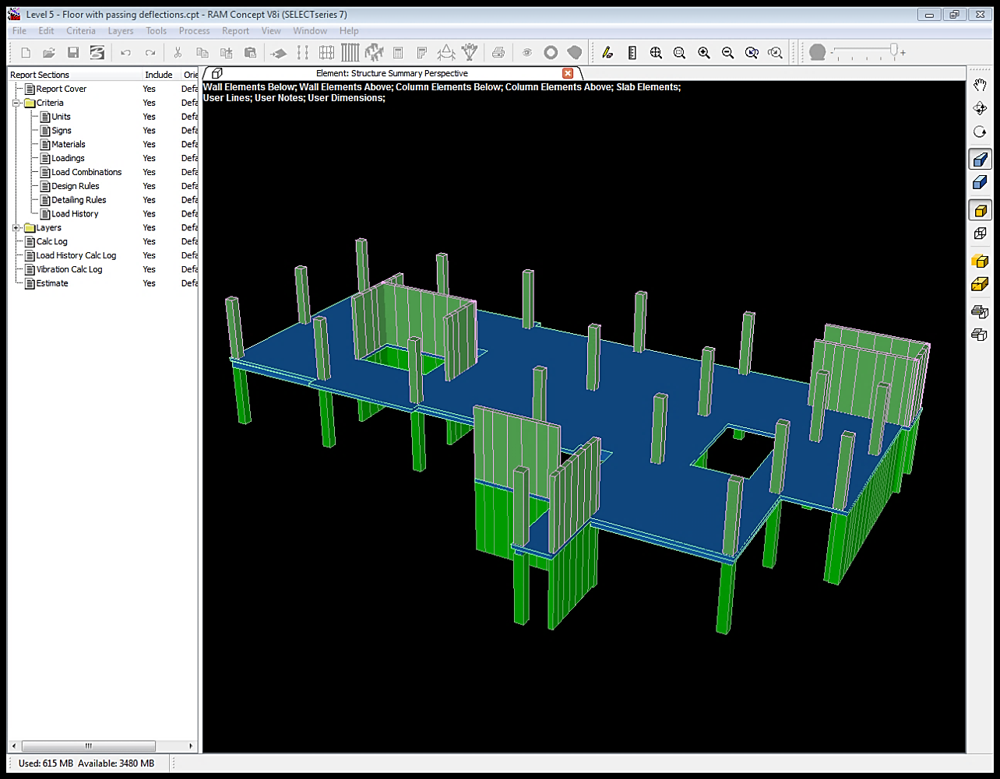 Level 5 - Floor with passing deflections.cpt - RAM Concept V8i (SELECTseries 7)
File Edit Criteria Layers Tools Process Report View Window Help
Report Sections Include Orie
Element: Structure Summary Perspective
Wall Elements Below; Wall Elements Above; Column Elements Below; Column Elements Above; Slab Elements;
User Lines; User Notes; User Dimensions;
Report Cover Yes Defa
Criteria Yes Defa
Units Yes Defa
Signs Yes Defa
Materials Yes Defa
Loadings Yes Defa
Load Combinations Yes Defa
Design Rules Yes Defa
Detailing Rules Yes Defa
Load History Yes Defa
Layers Yes Defa
Calc Log Yes Defa
Load History Calc Log Yes Defa
Vibration Calc Log Yes Defa
Estimate Yes Defa
Used: 615 MB Available: 3480 MB